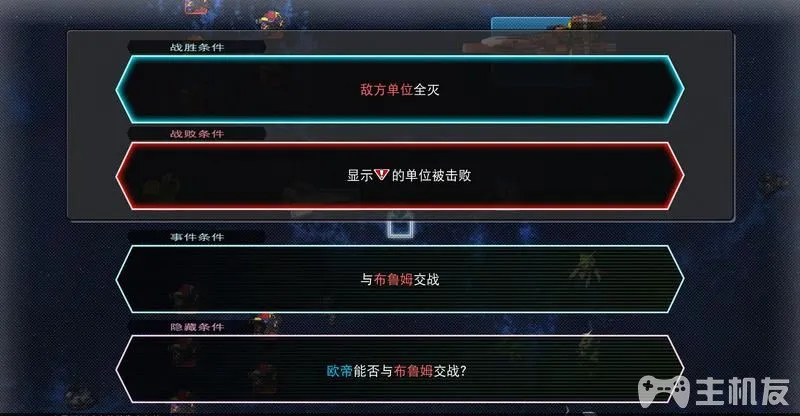 战胜条件
敌方单位全灭
战败条件
显示 的单位被击败
事件条件
与布鲁姆交战
隐藏条件
欧帝能否与布鲁姆交战?
主机友